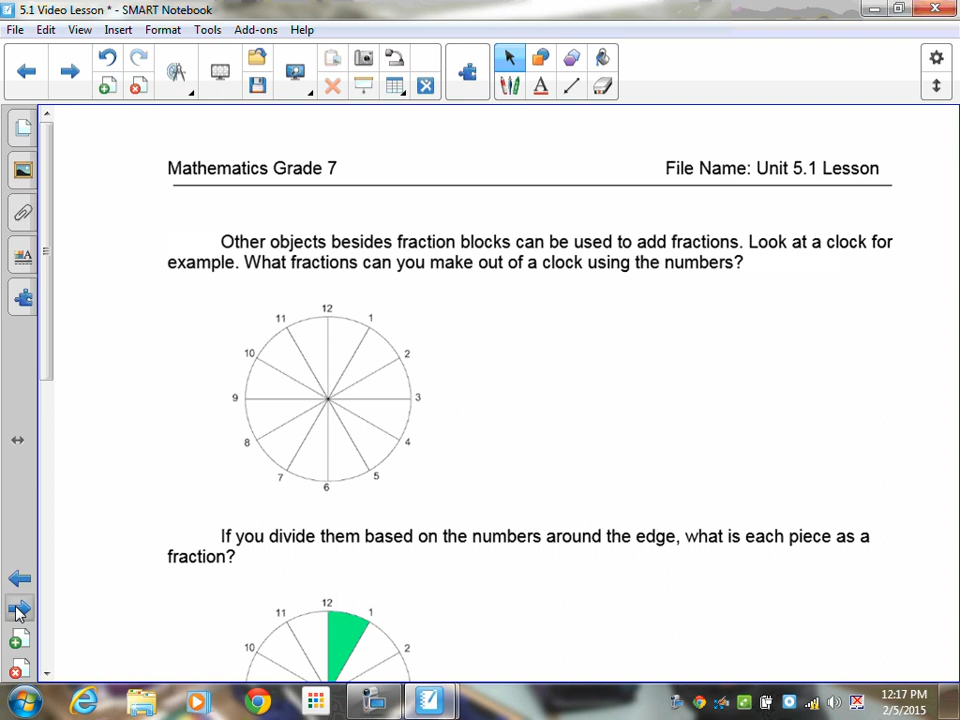 5.1 Video Lesson * - SMART Notebook
File Edit View Insert Format Tools Add-ons Help
Mathematics Grade 7 File Name: Unit 5.1 Lesson
Other objects besides fraction blocks can be used to add fractions. Look at a clock for
example. What fractions can you make out of a clock using the numbers?
12
11 1
10 2
9 3
8 4
7 5
6
If you divide them based on the numbers around the edge, what is each piece as a
fraction?
12
11 1
10 2
12:17 PM
2/5/2015